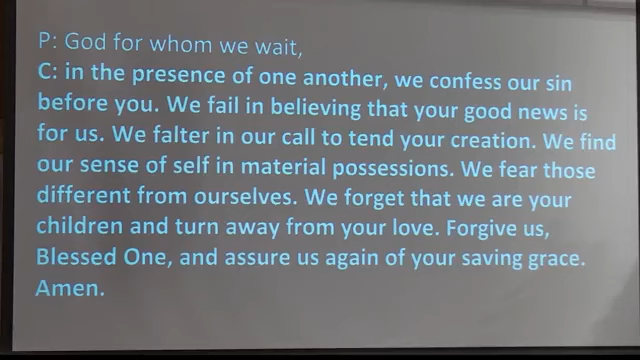 P: God for whom we wait,
C: in the presence of one another, we confess our sin
before you. We fail in believing that your good news is
for us. We falter in our call to tend your creation. We find
our sense of self in material possessions. We fear those
different from ourselves. We forget that we are your
children and turn away from your love. Forgive us,
Blessed One, and assure us again of your saving grace.
Amen.